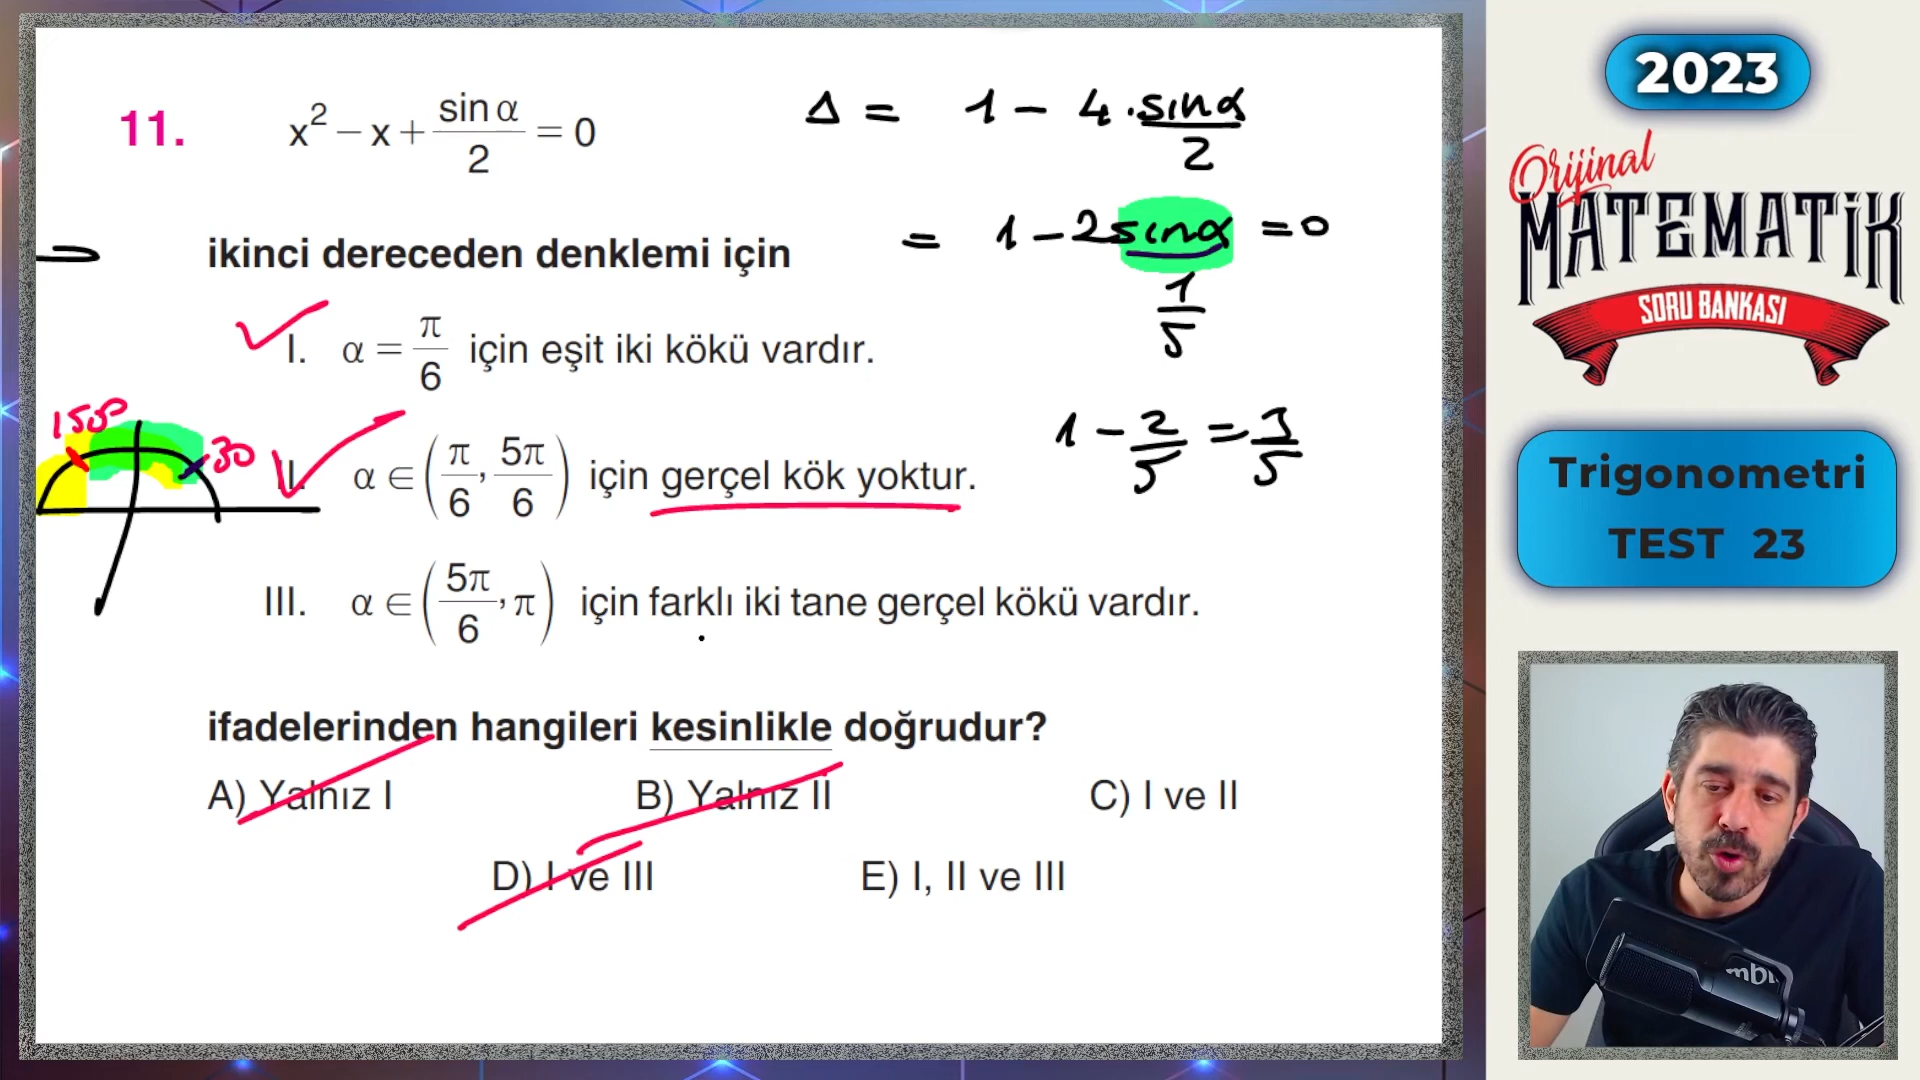 11. x² − x + sin α / 2 = 0
ikinci dereceden denklemi için
I. α = π/6 için eşit iki kökü vardır.
II. α ∈ (π/6, 5π/6) için gerçel kök yoktur.
III. α ∈ (5π/6, π) için farklı iki tane gerçel kökü vardır.
ifadelerinden hangileri kesinlikle doğrudur?
A) Yalnız I
B) Yalnız II
C) I ve II
D) I ve III
E) I, II ve III
Δ = 1 − 4 · sinα / 2
= 1 − 2 sinα = 0
1/5
1 − 2/5 = 3/5
150
30
2023
Orijinal
MATEMATİK
SORU BANKASI
Trigonometri
TEST 23